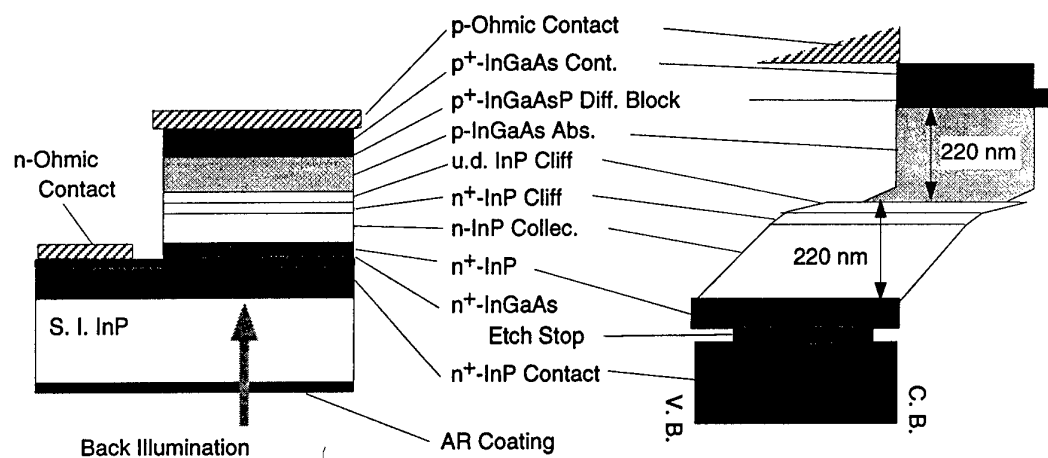 p-Ohmic Contact
p+-InGaAs Cont.
p+-InGaAsP Diff. Block
p-InGaAs Abs.
u.d. InP Cliff
n+-InP Cliff
n-InP Collec.
n+-InP
n+-InGaAs
Etch Stop
n+-InP Contact
AR Coating
n-Ohmic
Contact
S. I. InP
Back Illumination
220 nm
220 nm
V. B.
C. B.